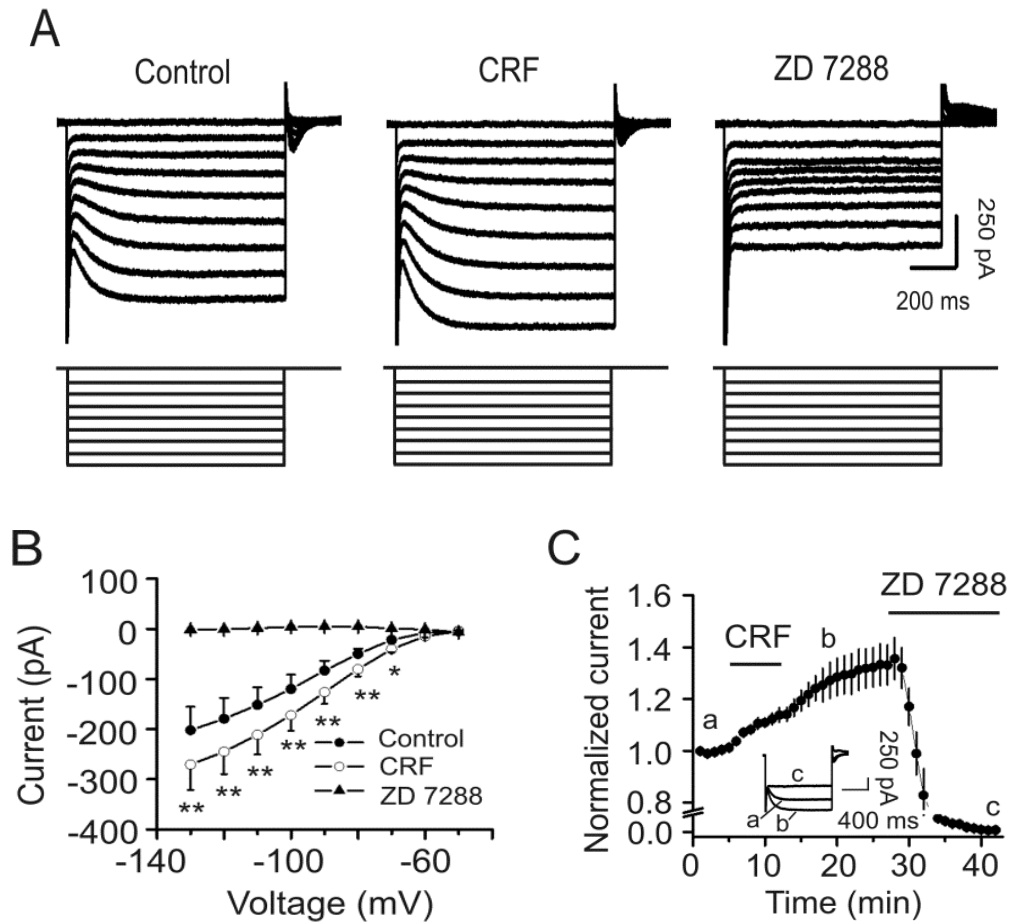 A
Control
CRF
ZD 7288
250 pA
200 ms
B
100
0
-100
-200
-300
-400
Current (pA)
*
**
**
**
**
**
**
Control
CRF
ZD 7288
-140
-100
-60
Voltage (mV)
C
ZD 7288
1.6
1.4
1.2
1.0
0.8
0.0
Normalized current
CRF
a
b
c
250 pA
c
a
b
400 ms
0
10
20
30
40
Time (min)